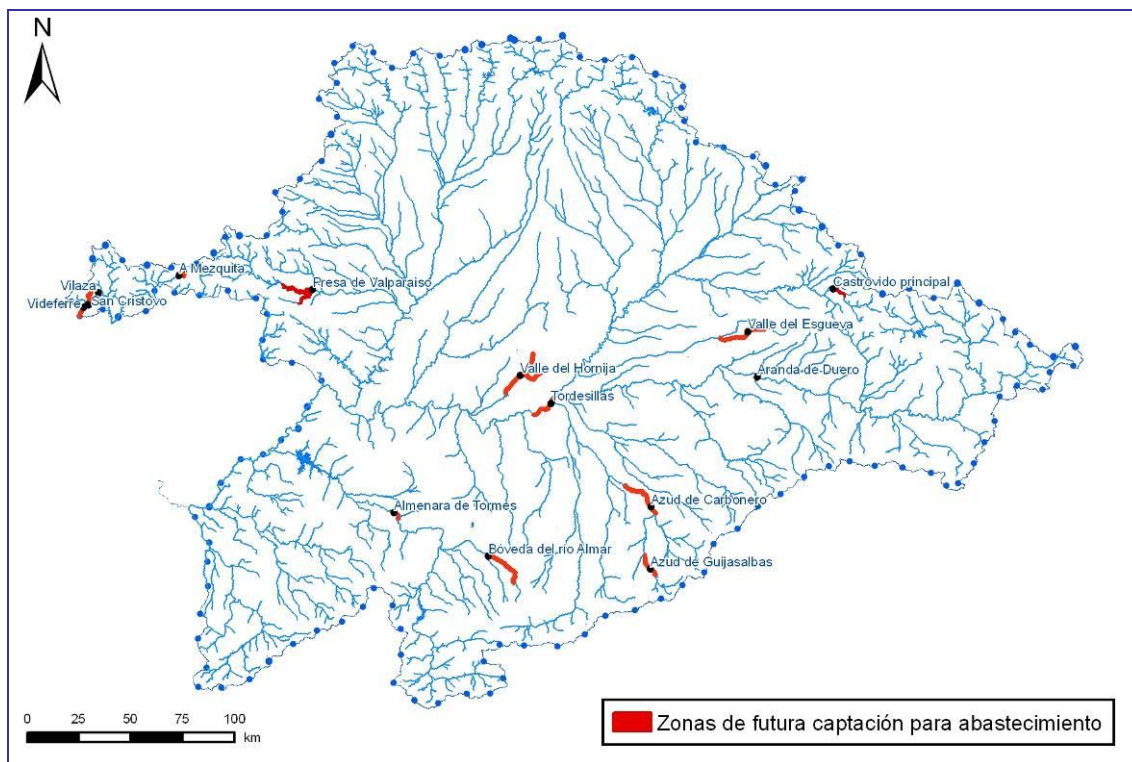 N
A Mezquita
Vilaza
Presa de Valparaiso
Castrovido principal
Videferre
San Cristovo
Valle del Esgueva
Valle del Hornija
Aranda de Duero
Tordesillas
Azud de Carbonero
Almenara de Tormes
Bóveda del río Almar
Azud de Guijasalbas
0 25 50 75 100
km
Zonas de futura captación para abastecimiento